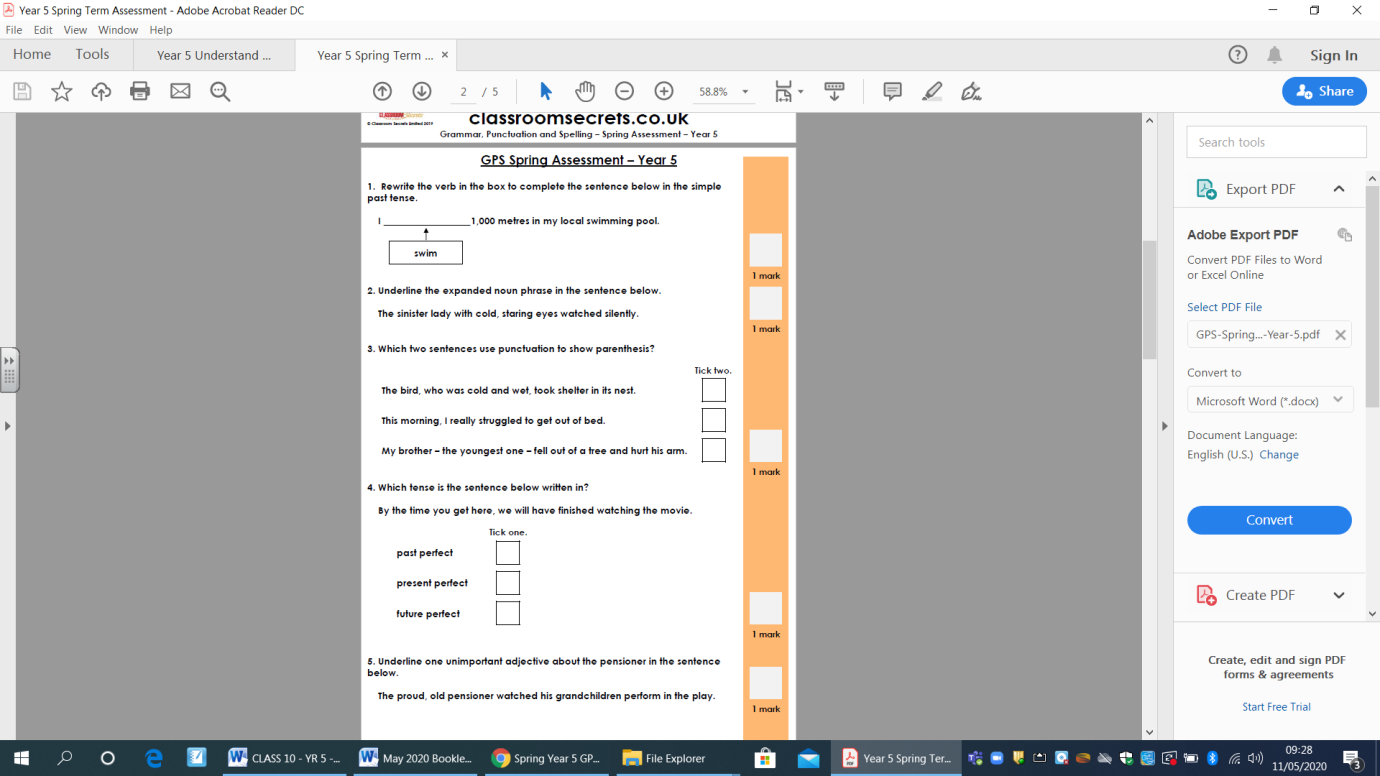 Year 5 Spring Term Assessment - Adobe Acrobat Reader DC
File Edit View Window Help
Home Tools Year 5 Understand ... Year 5 Spring Term ... × Sign In
2 / 5 58.8% Share
classroomsecrets.co.uk
© Classroom Secrets Limited 2019
Grammar, Punctuation and Spelling – Spring Assessment – Year 5
GPS Spring Assessment – Year 5
1. Rewrite the verb in the box to complete the sentence below in the simple
past tense.
I ________________ 1,000 metres in my local swimming pool.
swim
1 mark
2. Underline the expanded noun phrase in the sentence below.
The sinister lady with cold, staring eyes watched silently.
1 mark
3. Which two sentences use punctuation to show parenthesis?
Tick two.
The bird, who was cold and wet, took shelter in its nest.
This morning, I really struggled to get out of bed.
My brother – the youngest one – fell out of a tree and hurt his arm.
1 mark
4. Which tense is the sentence below written in?
By the time you get here, we will have finished watching the movie.
Tick one.
past perfect
present perfect
future perfect
1 mark
5. Underline one unimportant adjective about the pensioner in the sentence
below.
The proud, old pensioner watched his grandchildren perform in the play.
1 mark
Search tools
Export PDF
Adobe Export PDF
Convert PDF Files to Word
or Excel Online
Select PDF File
GPS-Spring...-Year-5.pdf
Convert to
Microsoft Word (*.docx)
Document Language:
English (U.S.) Change
Convert
Create PDF
Create, edit and sign PDF
forms & agreements
Start Free Trial
CLASS 10 - YR 5 -... May 2020 Bookle... Spring Year 5 GP... File Explorer Year 5 Spring Ter... 09:28
11/05/2020 3